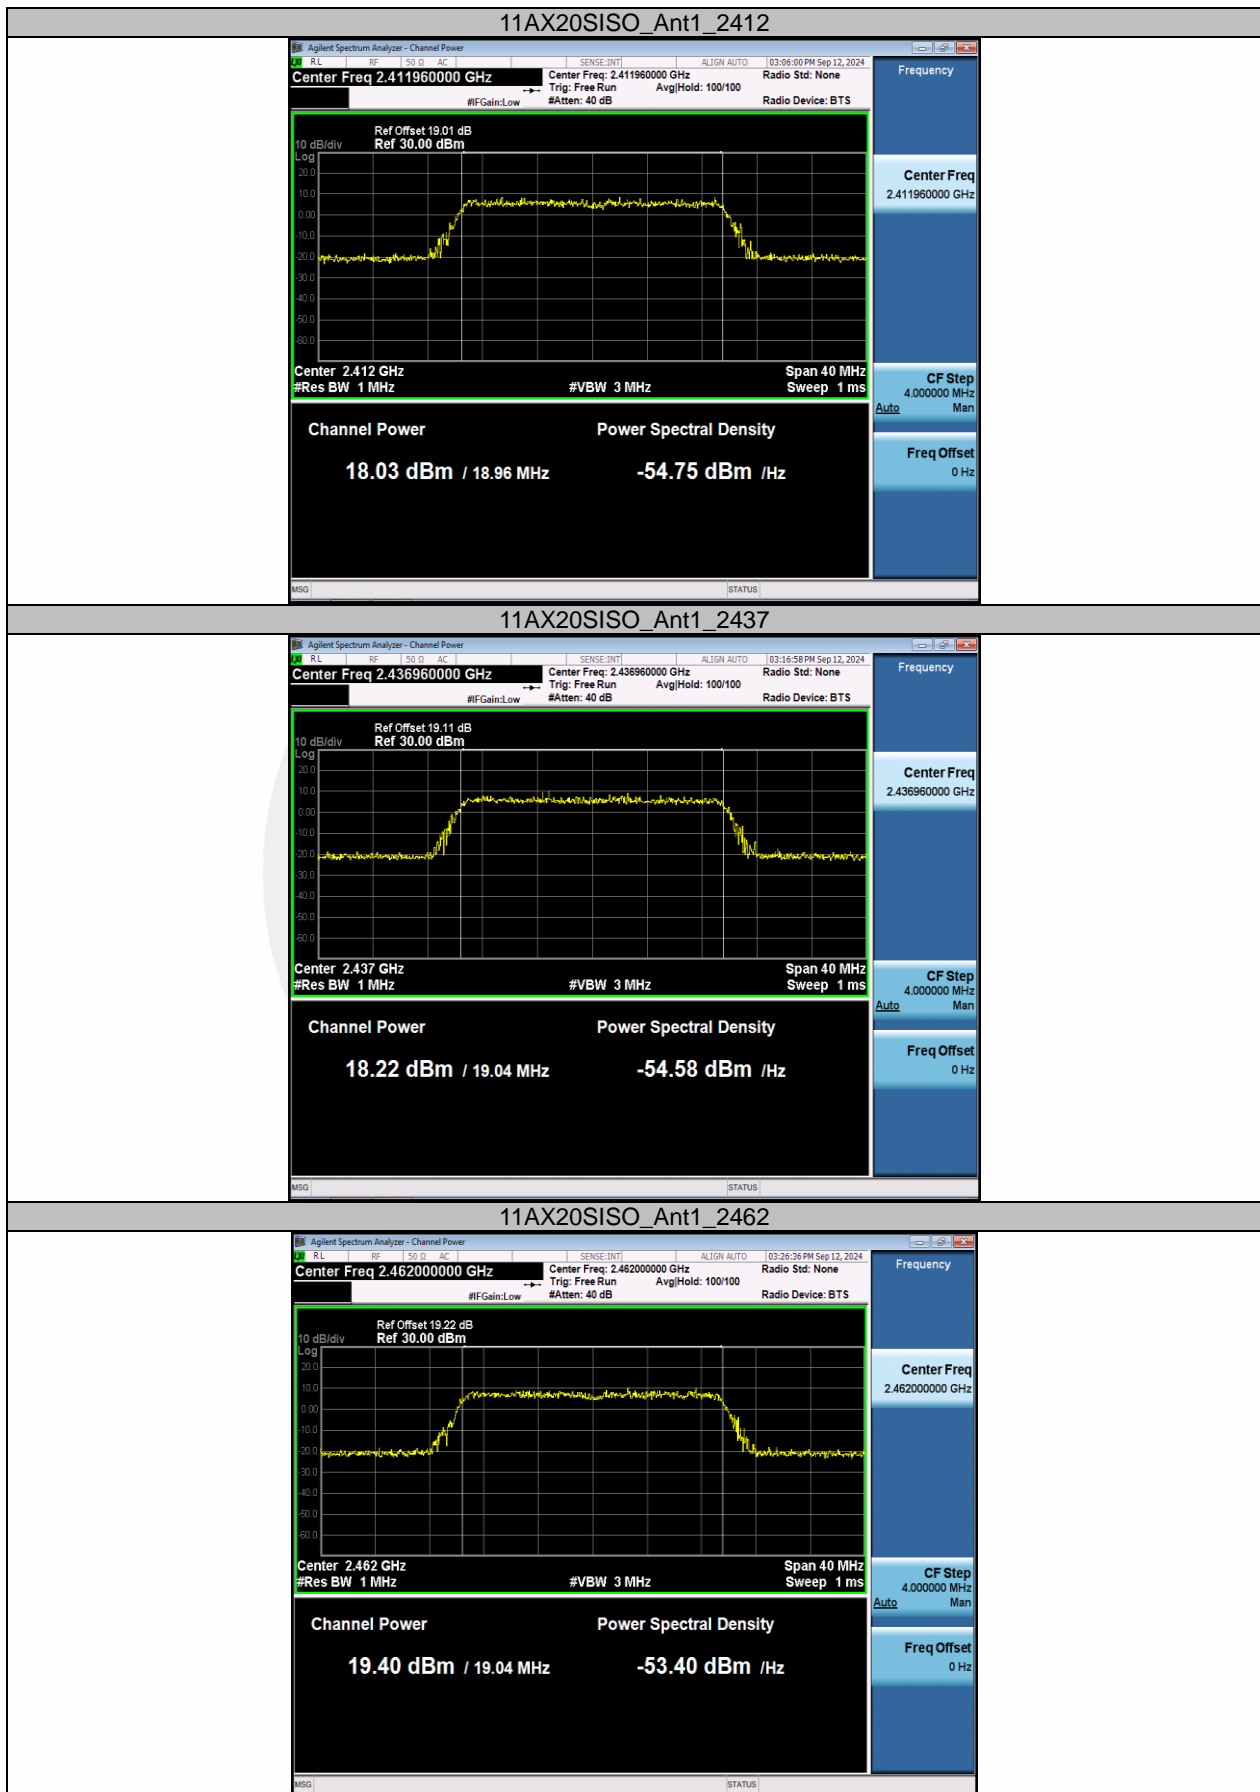 11AX20SISO_Ant1_2412
Agilent Spectrum Analyzer - Channel Power
LXI RL RF 50 Ω AC SENSE:INT ALIGN AUTO 03:06:00 PM Sep 12, 2024
Center Freq 2.411960000 GHz
Center Freq: 2.411960000 GHz Radio Std: None
Trig: Free Run Avg|Hold: 100/100
#IFGain:Low #Atten: 40 dB Radio Device: BTS
Frequency
Ref Offset 19.01 dB
10 dB/div Ref 30.00 dBm
Log
20.0
10.0
0.00
-10.0
-20.0
-30.0
-40.0
-50.0
-60.0
Center Freq
2.411960000 GHz
Center 2.412 GHz Span 40 MHz
#Res BW 1 MHz #VBW 3 MHz Sweep 1 ms
CF Step
4.000000 MHz
Auto Man
Channel Power Power Spectral Density
18.03 dBm / 18.96 MHz -54.75 dBm /Hz
Freq Offset
0 Hz
MSG STATUS
11AX20SISO_Ant1_2437
Agilent Spectrum Analyzer - Channel Power
LXI RL RF 50 Ω AC SENSE:INT ALIGN AUTO 03:16:58 PM Sep 12, 2024
Center Freq 2.436960000 GHz
Center Freq: 2.436960000 GHz Radio Std: None
Trig: Free Run Avg|Hold: 100/100
#IFGain:Low #Atten: 40 dB Radio Device: BTS
Frequency
Ref Offset 19.11 dB
10 dB/div Ref 30.00 dBm
Log
20.0
10.0
0.00
-10.0
-20.0
-30.0
-40.0
-50.0
-60.0
Center Freq
2.436960000 GHz
Center 2.437 GHz Span 40 MHz
#Res BW 1 MHz #VBW 3 MHz Sweep 1 ms
CF Step
4.000000 MHz
Auto Man
Channel Power Power Spectral Density
18.22 dBm / 19.04 MHz -54.58 dBm /Hz
Freq Offset
0 Hz
MSG STATUS
11AX20SISO_Ant1_2462
Agilent Spectrum Analyzer - Channel Power
LXI RL RF 50 Ω AC SENSE:INT ALIGN AUTO 03:26:36 PM Sep 12, 2024
Center Freq 2.462000000 GHz
Center Freq: 2.462000000 GHz Radio Std: None
Trig: Free Run Avg|Hold: 100/100
#IFGain:Low #Atten: 40 dB Radio Device: BTS
Frequency
Ref Offset 19.22 dB
10 dB/div Ref 30.00 dBm
Log
20.0
10.0
0.00
-10.0
-20.0
-30.0
-40.0
-50.0
-60.0
Center Freq
2.462000000 GHz
Center 2.462 GHz Span 40 MHz
#Res BW 1 MHz #VBW 3 MHz Sweep 1 ms
CF Step
4.000000 MHz
Auto Man
Channel Power Power Spectral Density
19.40 dBm / 19.04 MHz -53.40 dBm /Hz
Freq Offset
0 Hz
MSG STATUS